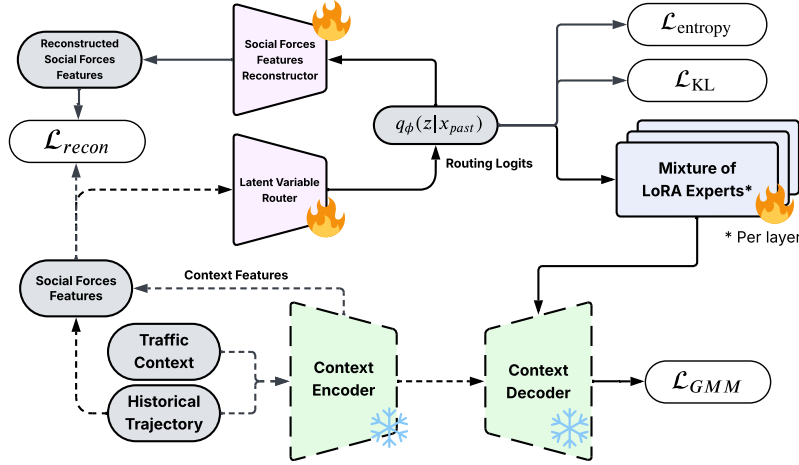 Reconstructed
Social Forces
Features
Social Forces
Features
Reconstructor
ℒentropy
ℒKL
ℒrecon
qϕ(z|xpast)
Routing Logits
Latent Variable
Router
Mixture of
LoRA Experts*
* Per layer
Social Forces
Features
Context Features
Traffic
Context
Historical
Trajectory
Context
Encoder
Context
Decoder
ℒGMM